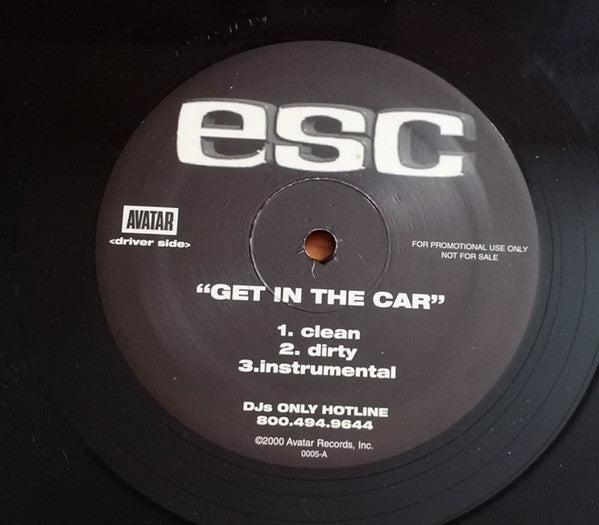 esc
AVATAR
<driver side>
FOR PROMOTIONAL USE ONLY
NOT FOR SALE
“GET IN THE CAR”
1. clean
2. dirty
3.instrumental
DJs ONLY HOTLINE
800.494.9644
©2000 Avatar Records, Inc.
0005-A